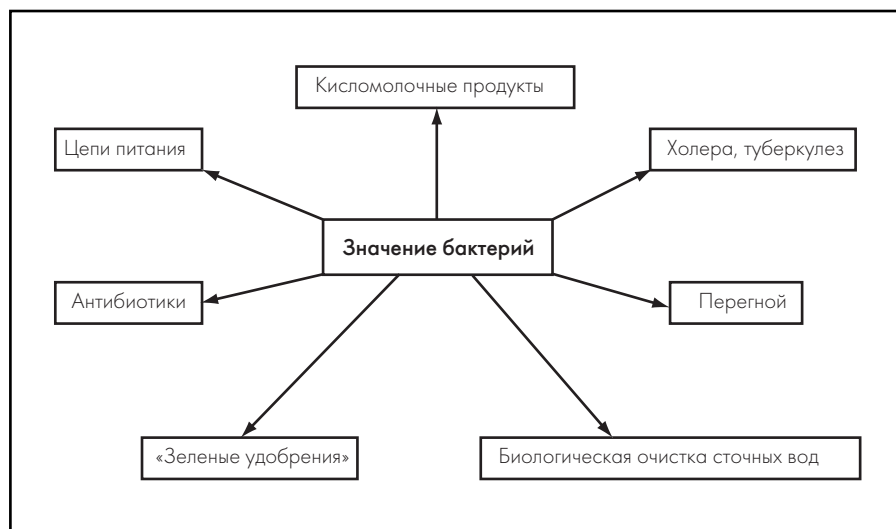 Кисломолочные продукты
Цепи питания
Холера, туберкулез
Значение бактерий
Антибиотики
Перегной
«Зеленые удобрения»
Биологическая очистка сточных вод